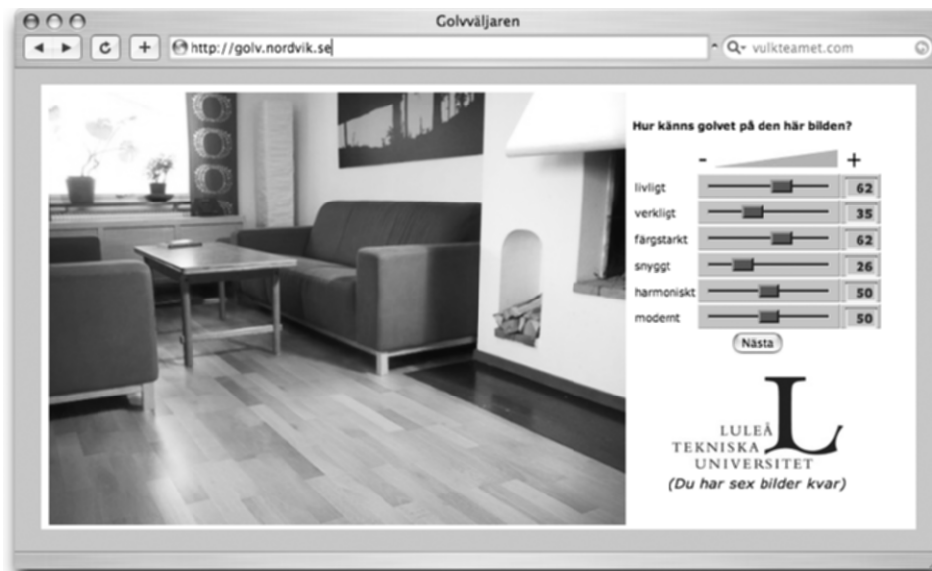 Golvväljaren
http://golv.nordvik.se
vulkteamet.com
Hur känns golvet på den här bilden?
- +
livligt 62
verkligt 35
färgstarkt 62
snyggt 26
harmoniskt 50
modernt 50
Nästa
LULEÅ
TEKNISKA
UNIVERSITET
(Du har sex bilder kvar)